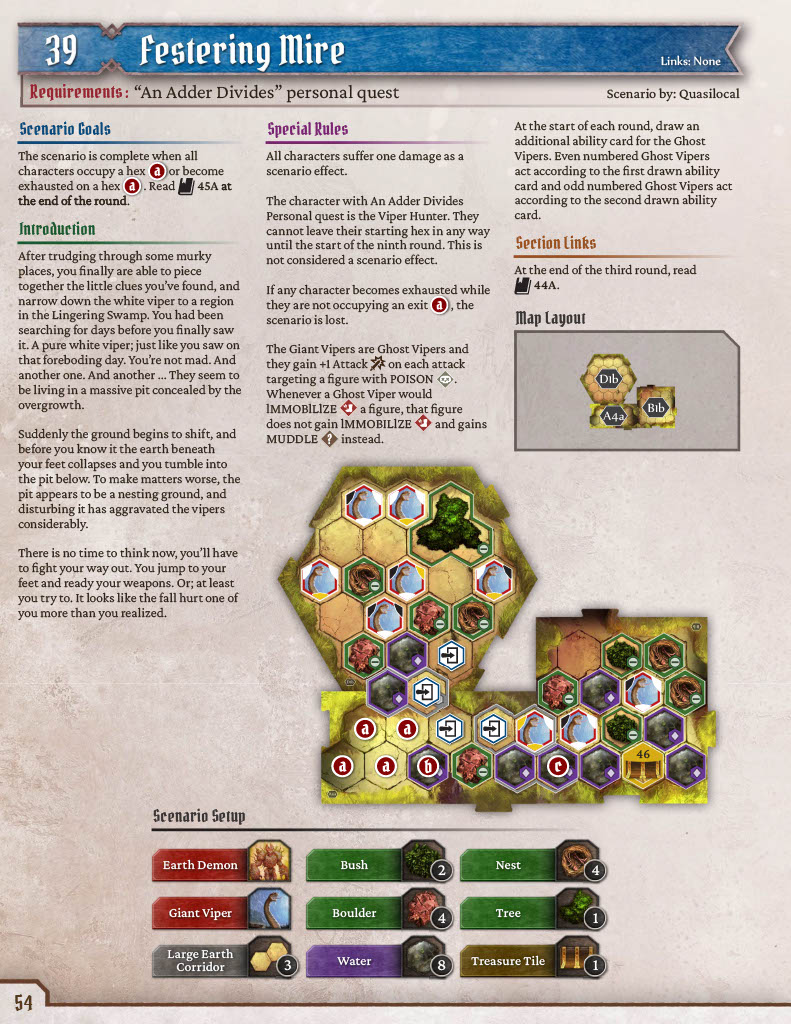 39 Festering Mire
Links: None
Requirements: “An Adder Divides” personal quest
Scenario by: Quasilocal
Scenario Goals
The scenario is complete when all
characters occupy a hex a or become
exhausted on a hex a. Read 45A at
the end of the round.
Introduction
After trudging through some murky
places, you finally are able to piece
together the little clues you’ve found, and
narrow down the white viper to a region
in the Lingering Swamp. You had been
searching for days before you finally saw
it. A pure white viper; just like you saw on
that foreboding day. You’re not mad. And
another one. And another ... They seem to
be living in a massive pit concealed by the
overgrowth.
Suddenly the ground begins to shift, and
before you know it the earth beneath
your feet collapses and you tumble into
the pit below. To make matters worse, the
pit appears to be a nesting ground, and
disturbing it has aggravated the vipers
considerably.
There is no time to think now, you’ll have
to fight your way out. You jump to your
feet and ready your weapons. Or; at least
you try to. It looks like the fall hurt one of
you more than you realized.
Special Rules
All characters suffer one damage as a
scenario effect.
The character with An Adder Divides
Personal quest is the Viper Hunter. They
cannot leave their starting hex in any way
until the start of the ninth round. This is
not considered a scenario effect.
If any character becomes exhausted while
they are not occupying an exit a, the
scenario is lost.
The Giant Vipers are Ghost Vipers and
they gain +1 Attack on each attack
targeting a figure with POISON.
Whenever a Ghost Viper would
IMMOBILIZE a figure, that figure
does not gain IMMOBILIZE and gains
MUDDLE ? instead.
At the start of each round, draw an
additional ability card for the Ghost
Vipers. Even numbered Ghost Vipers
act according to the first drawn ability
card and odd numbered Ghost Vipers act
according to the second drawn ability
card.
Section Links
At the end of the third round, read
44A.
Map Layout
D1b
A4a B1b
a a
a a b c 46
Scenario Setup
Earth Demon
Bush 2
Nest 4
Giant Viper
Boulder 4
Tree 1
Large Earth
Corridor 3
Water 8
Treasure Tile 1
54